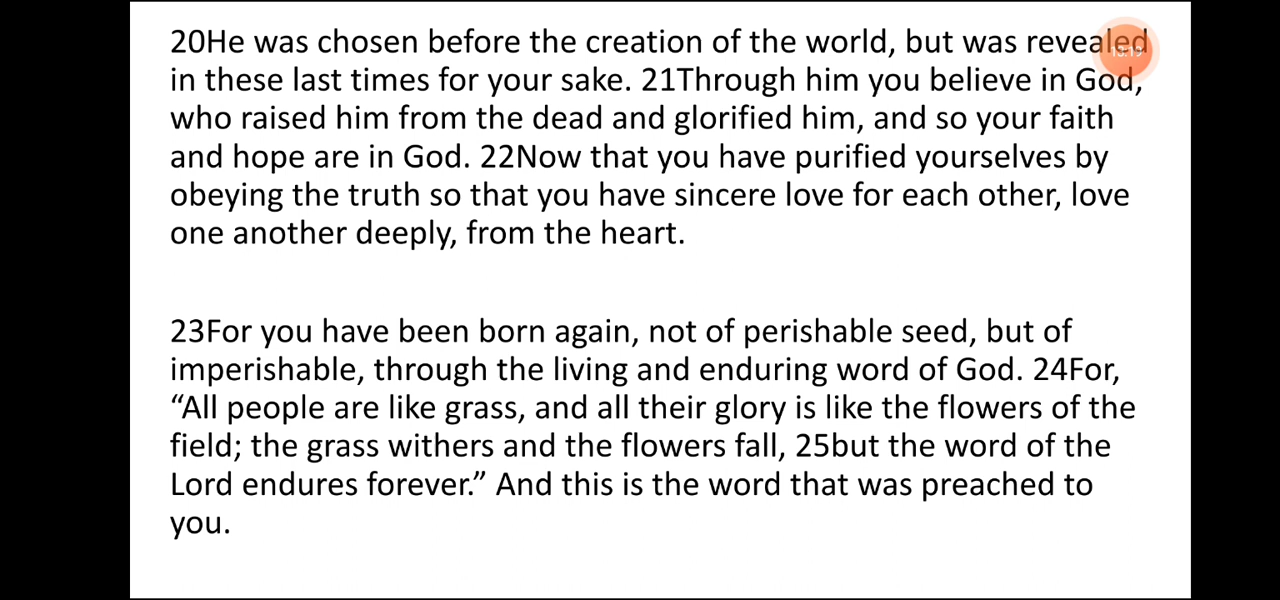 20He was chosen before the creation of the world, but was revealed
in these last times for your sake. 21Through him you believe in God,
who raised him from the dead and glorified him, and so your faith
and hope are in God. 22Now that you have purified yourselves by
obeying the truth so that you have sincere love for each other, love
one another deeply, from the heart.
23For you have been born again, not of perishable seed, but of
imperishable, through the living and enduring word of God. 24For,
“All people are like grass, and all their glory is like the flowers of the
field; the grass withers and the flowers fall, 25but the word of the
Lord endures forever.” And this is the word that was preached to
you.